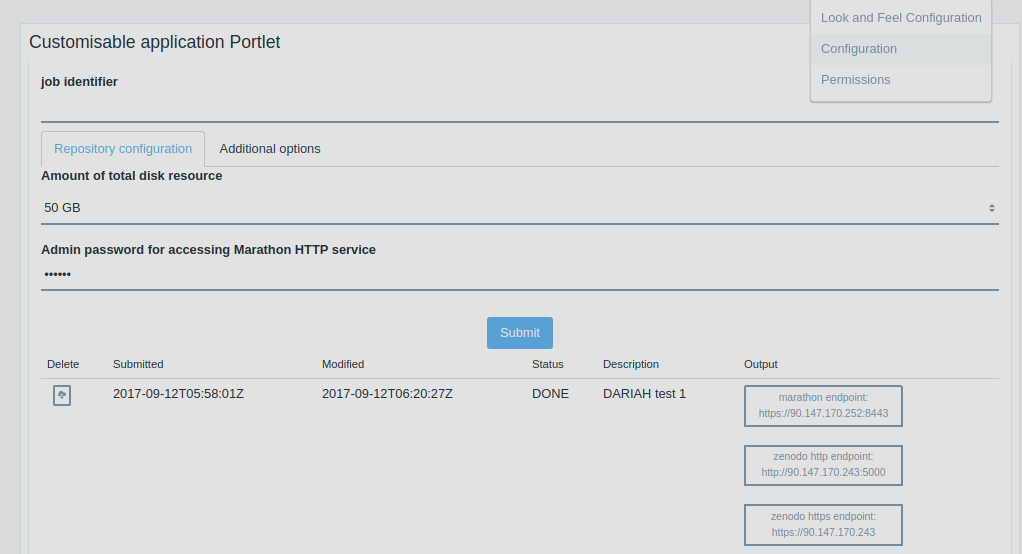 Look and Feel Configuration
Configuration
Permissions
Customisable application Portlet
job identifier
Repository configuration Additional options
Amount of total disk resource
50 GB
Admin password for accessing Marathon HTTP service
••••••
Submit
Delete Submitted Modified Status Description Output
2017-09-12T05:58:01Z 2017-09-12T06:20:27Z DONE DARIAH test 1
marathon endpoint:
https://90.147.170.252:8443
zenodo http endpoint:
http://90.147.170.243:5000
zenodo https endpoint:
https://90.147.170.243